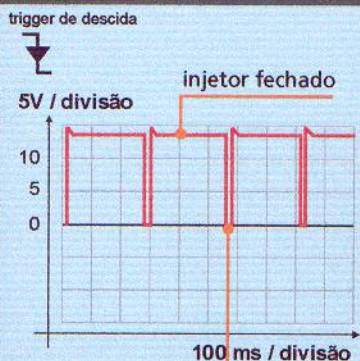 trigger de descida
injetor fechado
5V / divisão
10
5
0
100 ms / divisão